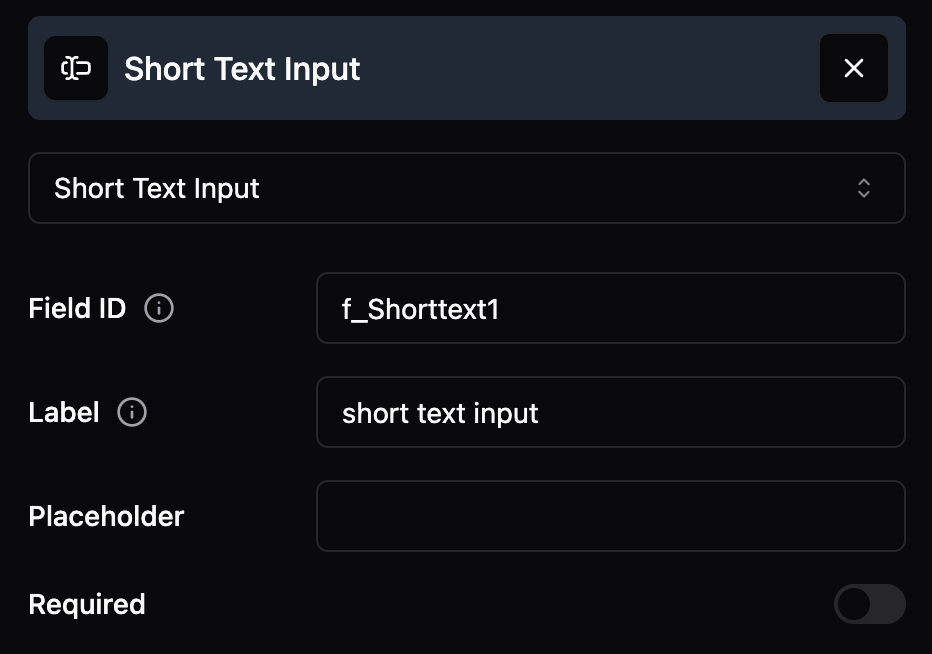 Short Text Input
Short Text Input
Field ID
f_Shorttext1
Label
short text input
Placeholder
Required